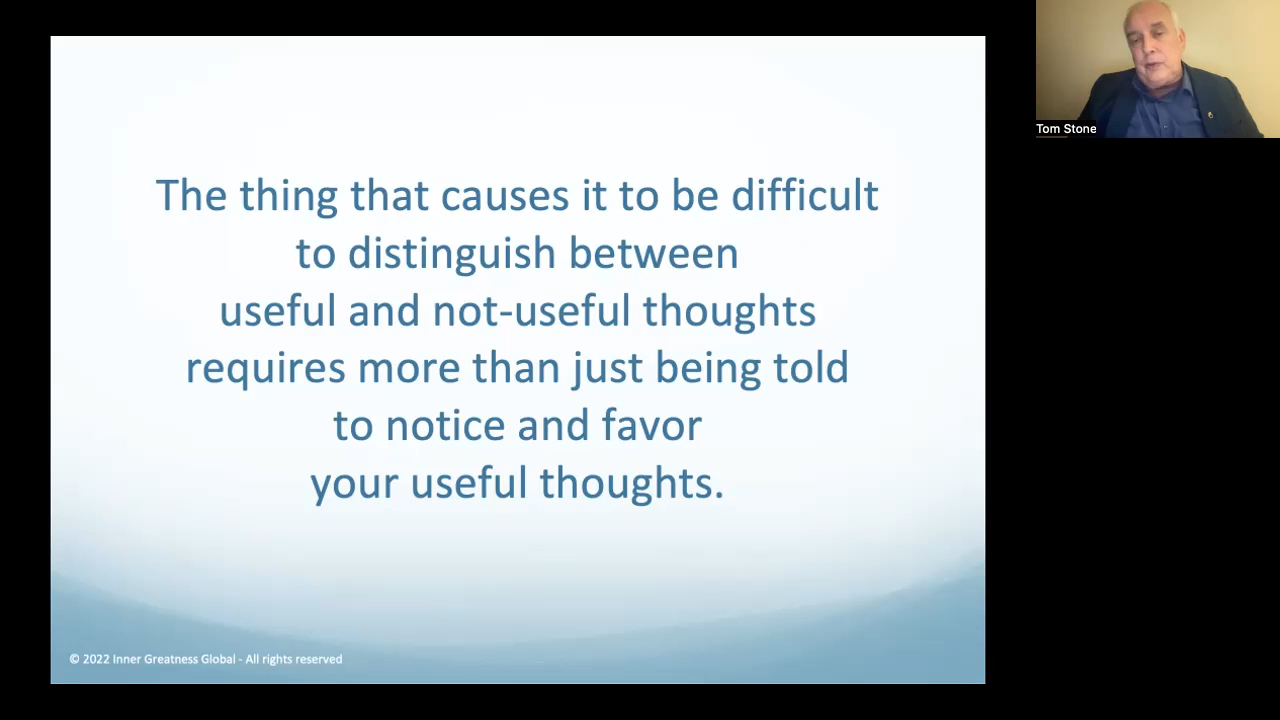 The thing that causes it to be difficult
to distinguish between
useful and not-useful thoughts
requires more than just being told
to notice and favor
your useful thoughts.
© 2022 Inner Greatness Global - All rights reserved
Tom Stone